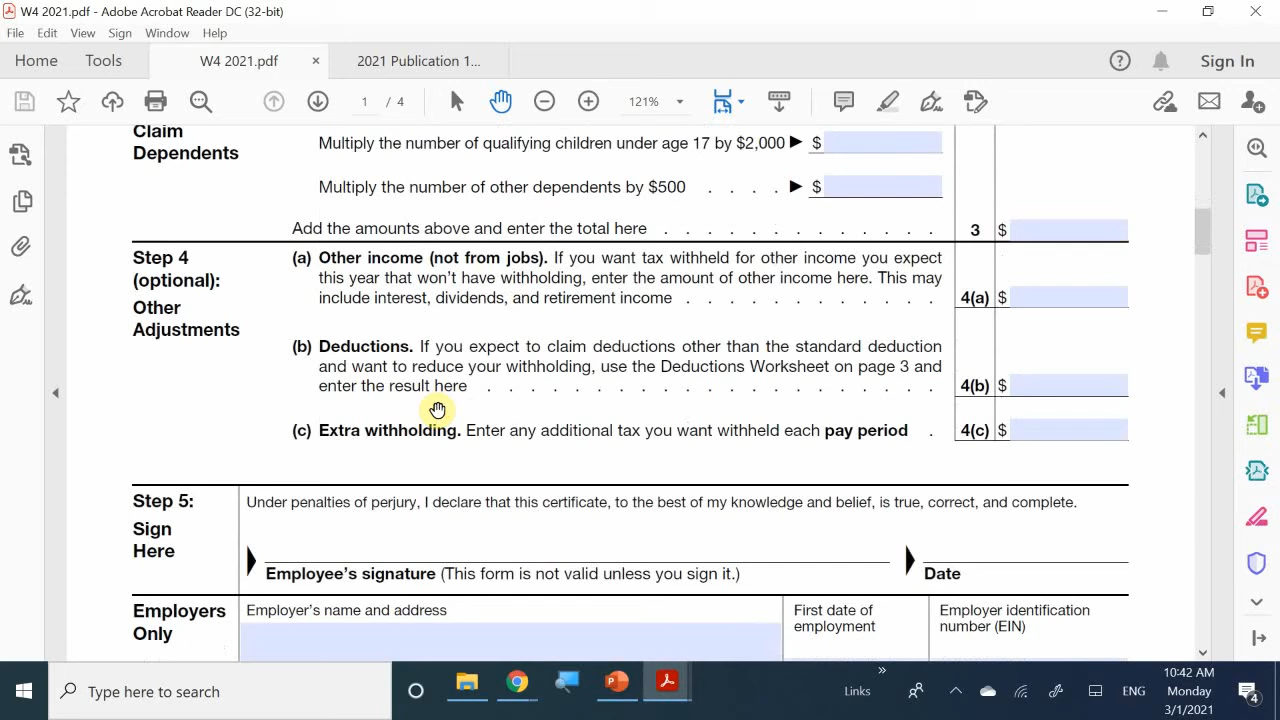 W4 2021.pdf - Adobe Acrobat Reader DC (32-bit)
File Edit View Sign Window Help
Home Tools W4 2021.pdf × 2021 Publication 1... Sign In
1 / 4 121%
Claim
Dependents
Multiply the number of qualifying children under age 17 by $2,000 ▶ $
Multiply the number of other dependents by $500 . . . . ▶ $
Add the amounts above and enter the total here . . . . . . . . . . . . . 3 $
Step 4
(optional):
Other
Adjustments
(a) Other income (not from jobs). If you want tax withheld for other income you expect
this year that won't have withholding, enter the amount of other income here. This may
include interest, dividends, and retirement income . . . . . . . . . . . . 4(a) $
(b) Deductions. If you expect to claim deductions other than the standard deduction
and want to reduce your withholding, use the Deductions Worksheet on page 3 and
enter the result here . . . . . . . . . . . . . . . . . . . . . 4(b) $
(c) Extra withholding. Enter any additional tax you want withheld each pay period . 4(c) $
Step 5:
Sign
Here
Under penalties of perjury, I declare that this certificate, to the best of my knowledge and belief, is true, correct, and complete.
Employee's signature (This form is not valid unless you sign it.)
Date
Employers
Only
Employer's name and address
First date of
employment
Employer identification
number (EIN)
Type here to search
Links
ENG
10:42 AM
Monday
3/1/2021
4